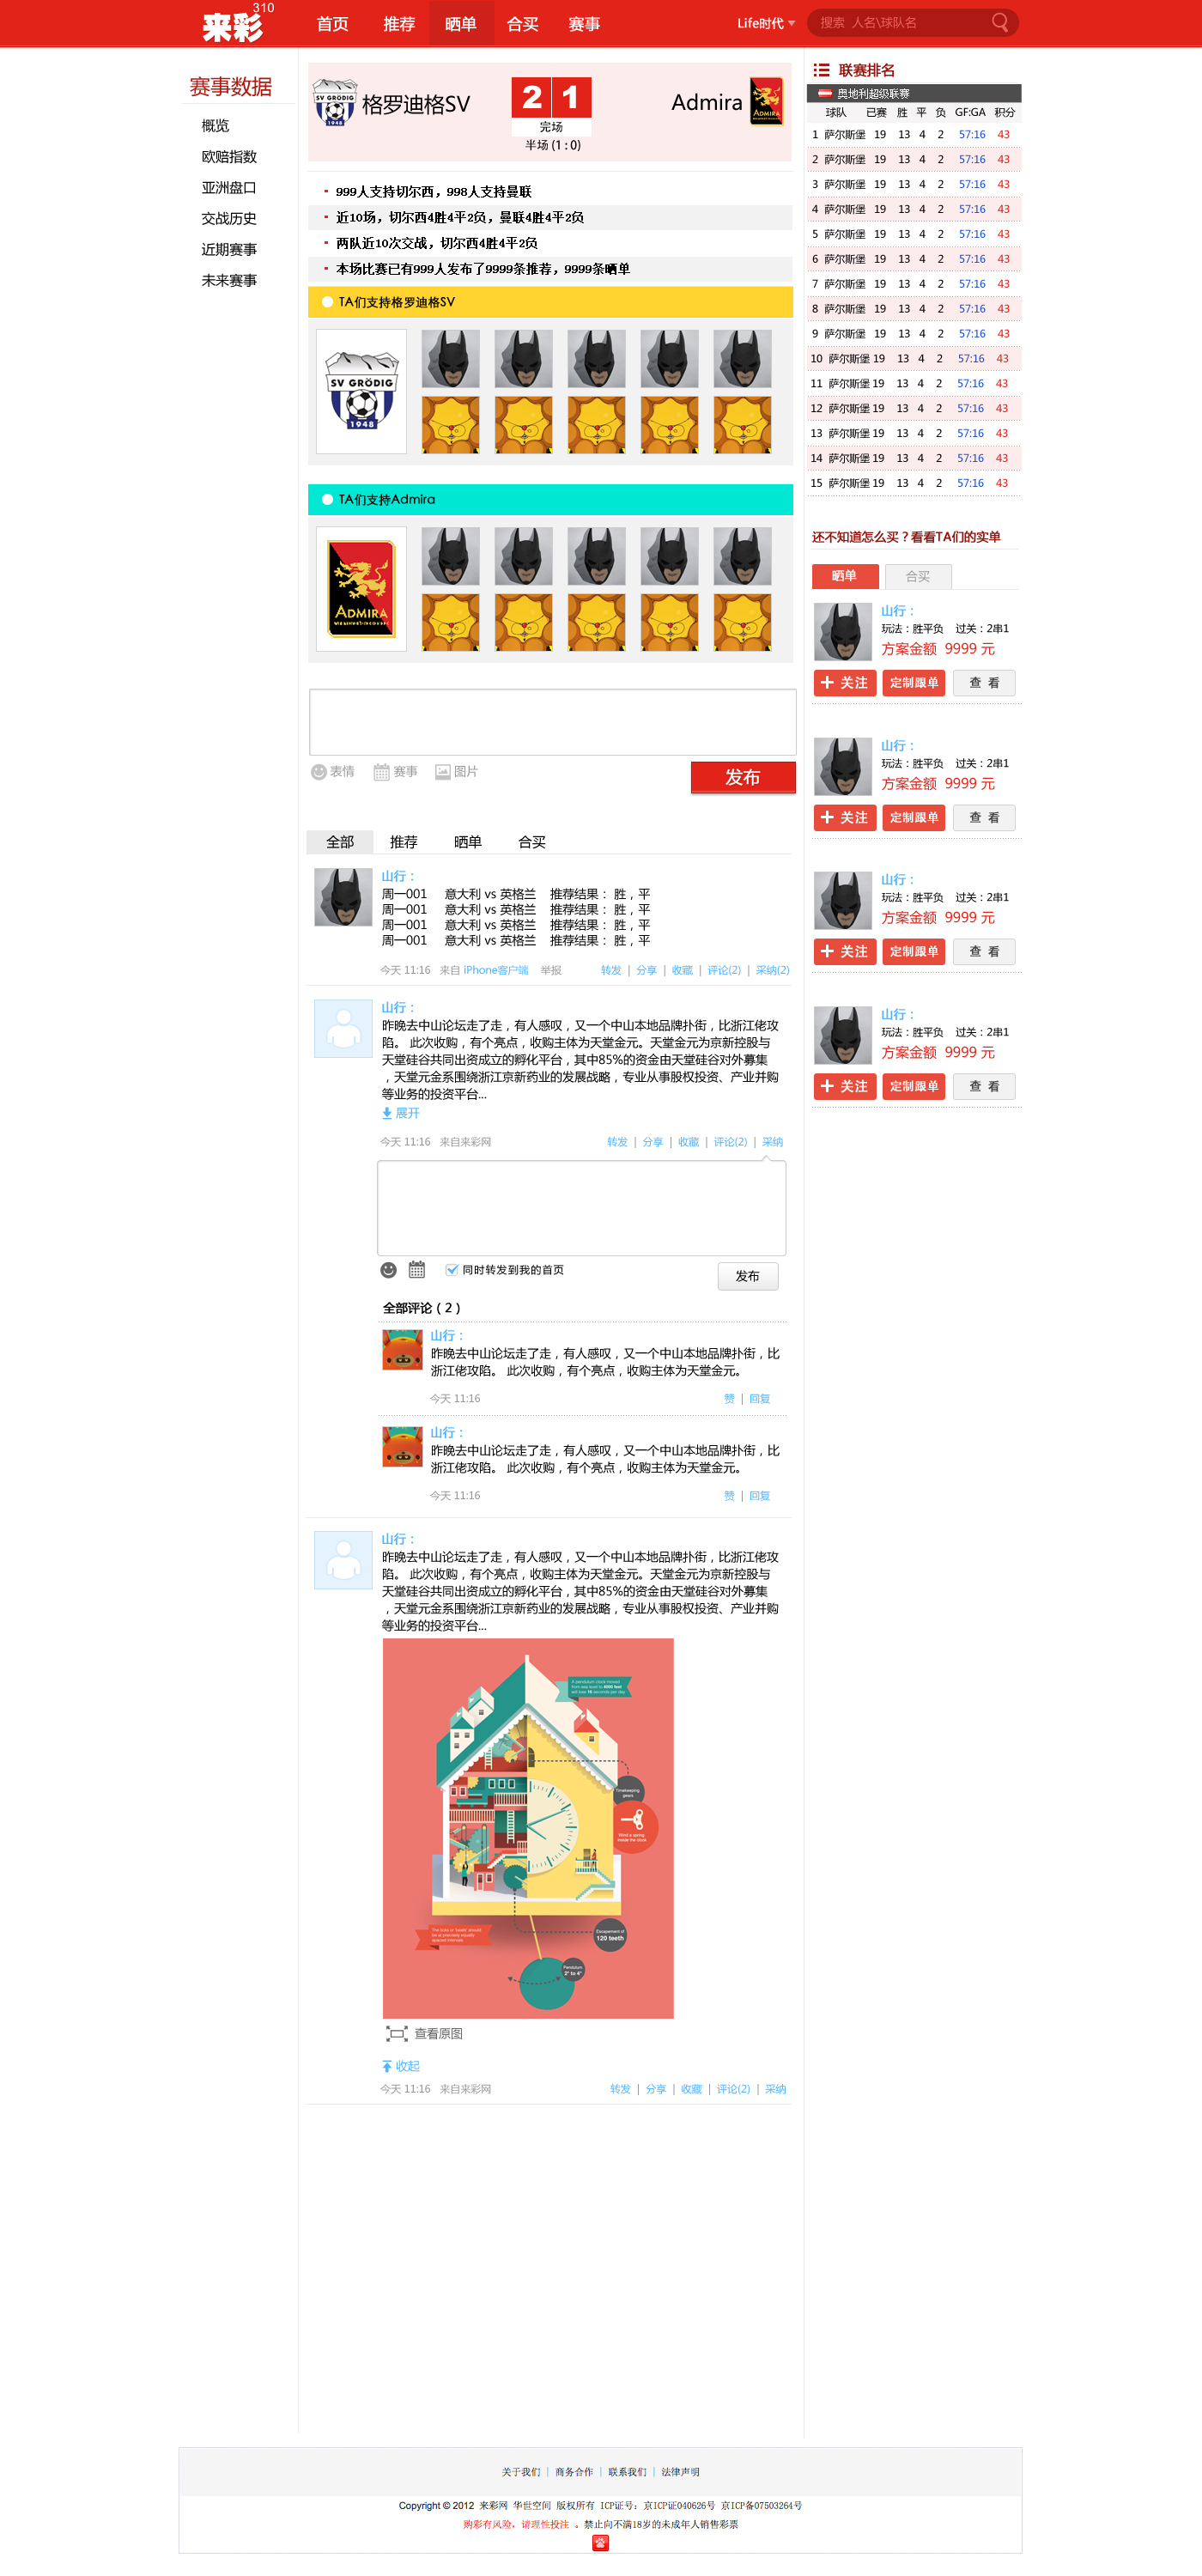 来彩 310
首页 推荐 晒单 合买 赛事
Life时代
搜索 人名\球队名
赛事数据
概览
欧赔指数
亚洲盘口
交战历史
近期赛事
未来赛事
SV GRÖDIG
1948
格罗迪格SV
2 1
完场
半场 (1 : 0)
Admira
ADMIRA
999人支持切尔西，998人支持曼联
近10场，切尔西4胜4平2负，曼联4胜4平2负
两队近10次交战，切尔西4胜4平2负
本场比赛已有999人发布了9999条推荐，9999条晒单
TA们支持格罗迪格SV
SV GRÖDIG
1948
TA们支持Admira
ADMIRA
表情 赛事 图片
发布
全部 推荐 晒单 合买
山行：
周一001 意大利 vs 英格兰 推荐结果： 胜，平
周一001 意大利 vs 英格兰 推荐结果： 胜，平
周一001 意大利 vs 英格兰 推荐结果： 胜，平
周一001 意大利 vs 英格兰 推荐结果： 胜，平
今天 11:16 来自 iPhone客户端 举报 转发 | 分享 | 收藏 | 评论(2) | 采纳(2)
山行：
昨晚去中山论坛走了走，有人感叹，又一个中山本地品牌扑街，比浙江佬攻
陷。 此次收购，有个亮点，收购主体为天堂金元。天堂金元为京新控股与
天堂硅谷共同出资成立的孵化平台，其中85%的资金由天堂硅谷对外募集
，天堂元金系围绕浙江京新药业的发展战略，专业从事股权投资、产业并购
等业务的投资平台...
展开
今天 11:16 来自来彩网 转发 | 分享 | 收藏 | 评论(2) | 采纳
同时转发到我的首页
发布
全部评论（ 2 ）
山行：
昨晚去中山论坛走了走，有人感叹，又一个中山本地品牌扑街，比
浙江佬攻陷。 此次收购，有个亮点，收购主体为天堂金元。
今天 11:16 赞 | 回复
山行：
昨晚去中山论坛走了走，有人感叹，又一个中山本地品牌扑街，比
浙江佬攻陷。 此次收购，有个亮点，收购主体为天堂金元。
今天 11:16 赞 | 回复
山行：
昨晚去中山论坛走了走，有人感叹，又一个中山本地品牌扑街，比浙江佬攻
陷。 此次收购，有个亮点，收购主体为天堂金元。天堂金元为京新控股与
天堂硅谷共同出资成立的孵化平台，其中85%的资金由天堂硅谷对外募集
，天堂元金系围绕浙江京新药业的发展战略，专业从事股权投资、产业并购
等业务的投资平台...
A pendulum clock moved
from sea level to 4000 feet
will lose 16 seconds per day
Timekeeping
gears
Wind a spring
inside the clock
The ticks or 'beats' should
be at precisely equally
spaced intervals
Escapement of
120 teeth
Pendulum
2° to 4°
查看原图
收起
今天 11:16 来自来彩网 转发 | 分享 | 收藏 | 评论(2) | 采纳
联赛排名
奥地利超级联赛
球队 已赛 胜 平 负 GF:GA 积分
1 萨尔斯堡 19 13 4 2 57:16 43
2 萨尔斯堡 19 13 4 2 57:16 43
3 萨尔斯堡 19 13 4 2 57:16 43
4 萨尔斯堡 19 13 4 2 57:16 43
5 萨尔斯堡 19 13 4 2 57:16 43
6 萨尔斯堡 19 13 4 2 57:16 43
7 萨尔斯堡 19 13 4 2 57:16 43
8 萨尔斯堡 19 13 4 2 57:16 43
9 萨尔斯堡 19 13 4 2 57:16 43
10 萨尔斯堡 19 13 4 2 57:16 43
11 萨尔斯堡 19 13 4 2 57:16 43
12 萨尔斯堡 19 13 4 2 57:16 43
13 萨尔斯堡 19 13 4 2 57:16 43
14 萨尔斯堡 19 13 4 2 57:16 43
15 萨尔斯堡 19 13 4 2 57:16 43
还不知道怎么买？看看TA们的实单
晒单 合买
山行：
玩法：胜平负 过关：2串1
方案金额 9999 元
关注 定制跟单 查 看
山行：
玩法：胜平负 过关：2串1
方案金额 9999 元
关注 定制跟单 查 看
山行：
玩法：胜平负 过关：2串1
方案金额 9999 元
关注 定制跟单 查 看
山行：
玩法：胜平负 过关：2串1
方案金额 9999 元
关注 定制跟单 查 看
关于我们 | 商务合作 | 联系我们 | 法律声明
Copyright © 2012 来彩网 华世空间 版权所有 ICP证号：京ICP证040626号 京ICP备07503264号
购彩有风险，请理性投注 。禁止向不满18岁的未成年人销售彩票